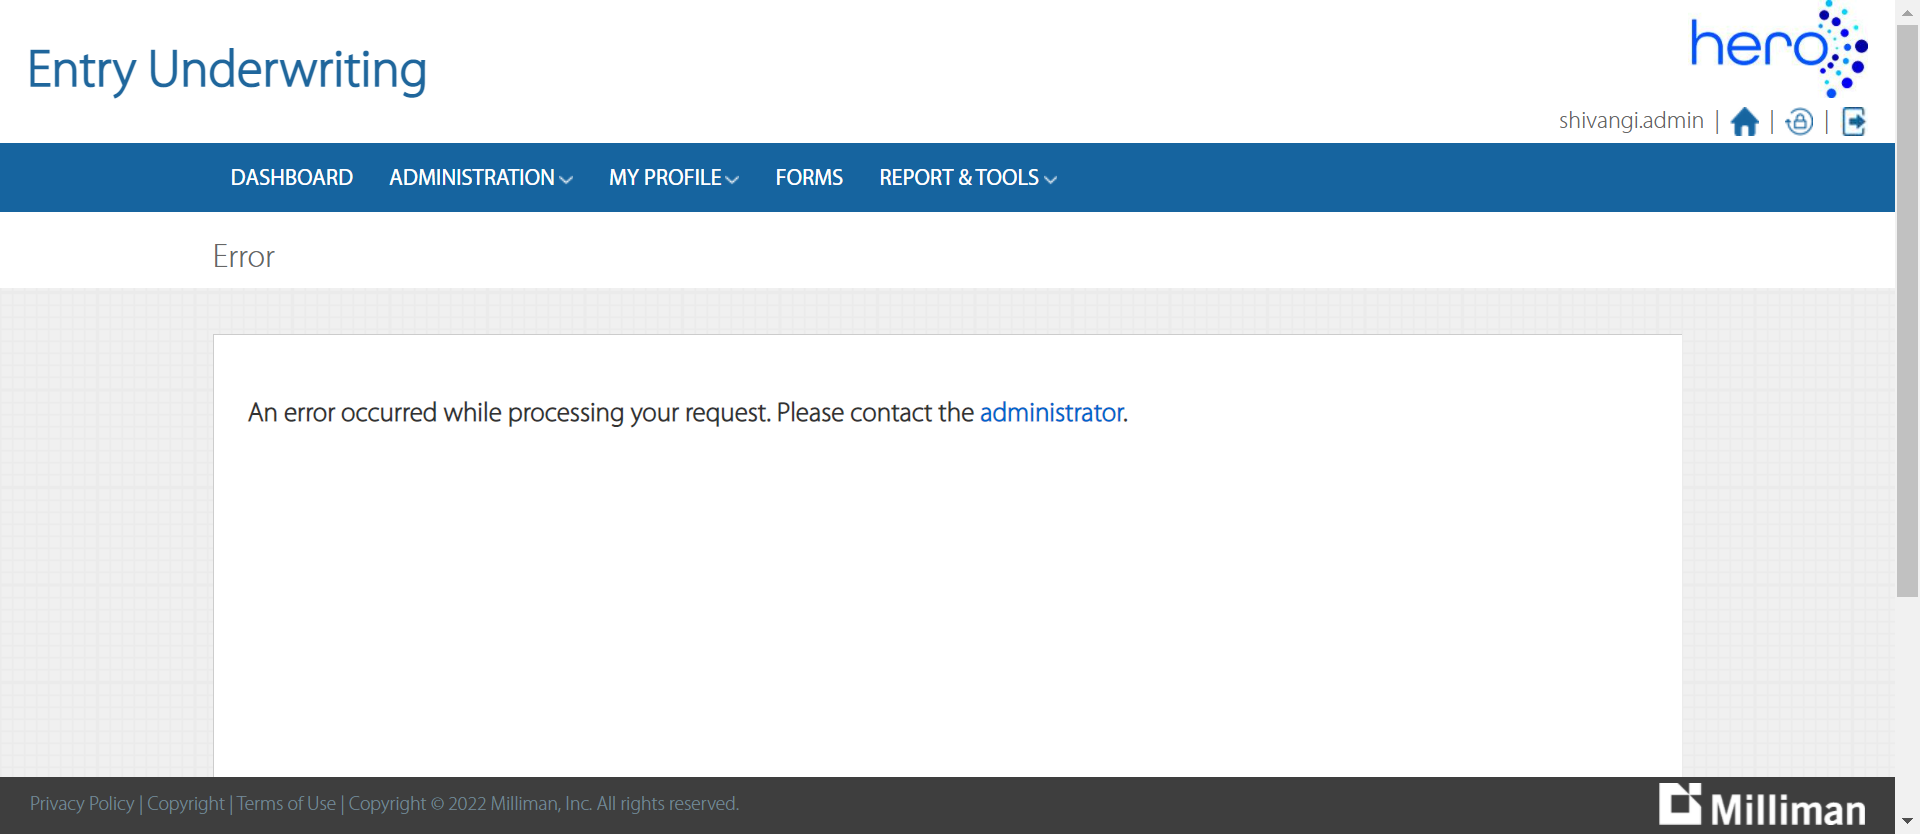 Entry Underwriting
hero
shivangi.admin | | |
DASHBOARD ADMINISTRATION MY PROFILE FORMS REPORT & TOOLS
Error
An error occurred while processing your request. Please contact the administrator.
Privacy Policy | Copyright | Terms of Use | Copyright © 2022 Milliman, Inc. All rights reserved.
Milliman